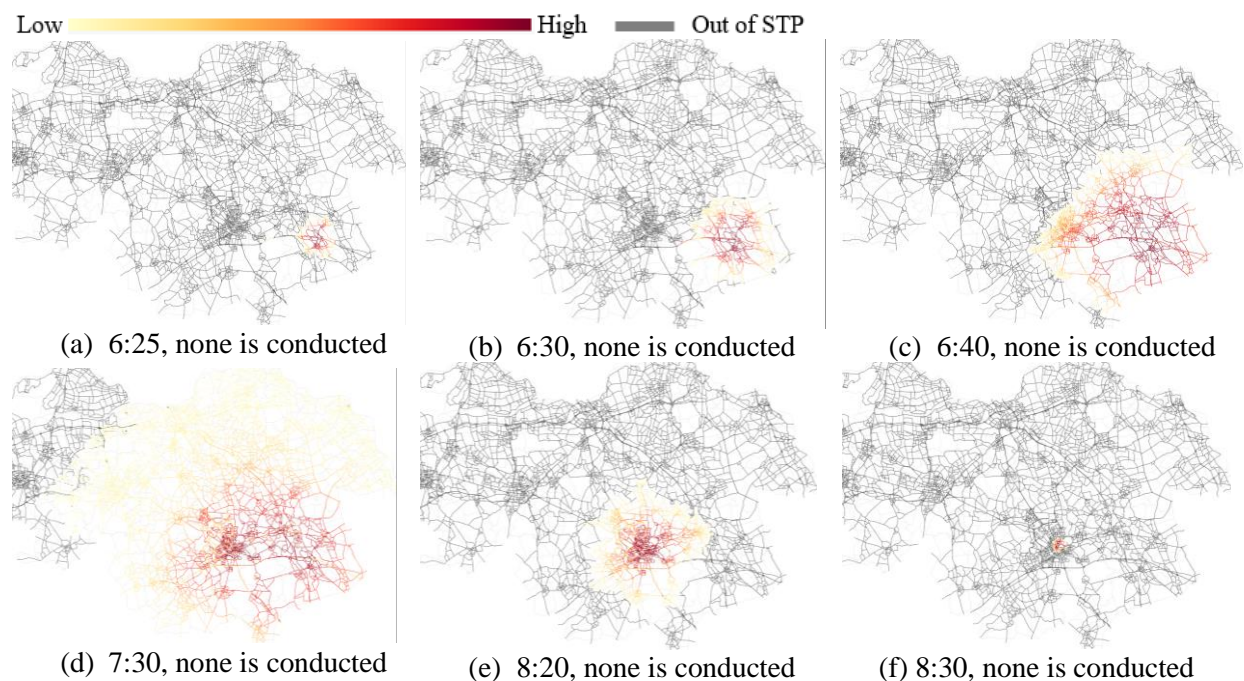 Low High Out of STP
(a) 6:25, none is conducted (b) 6:30, none is conducted (c) 6:40, none is conducted
(d) 7:30, none is conducted (e) 8:20, none is conducted (f) 8:30, none is conducted